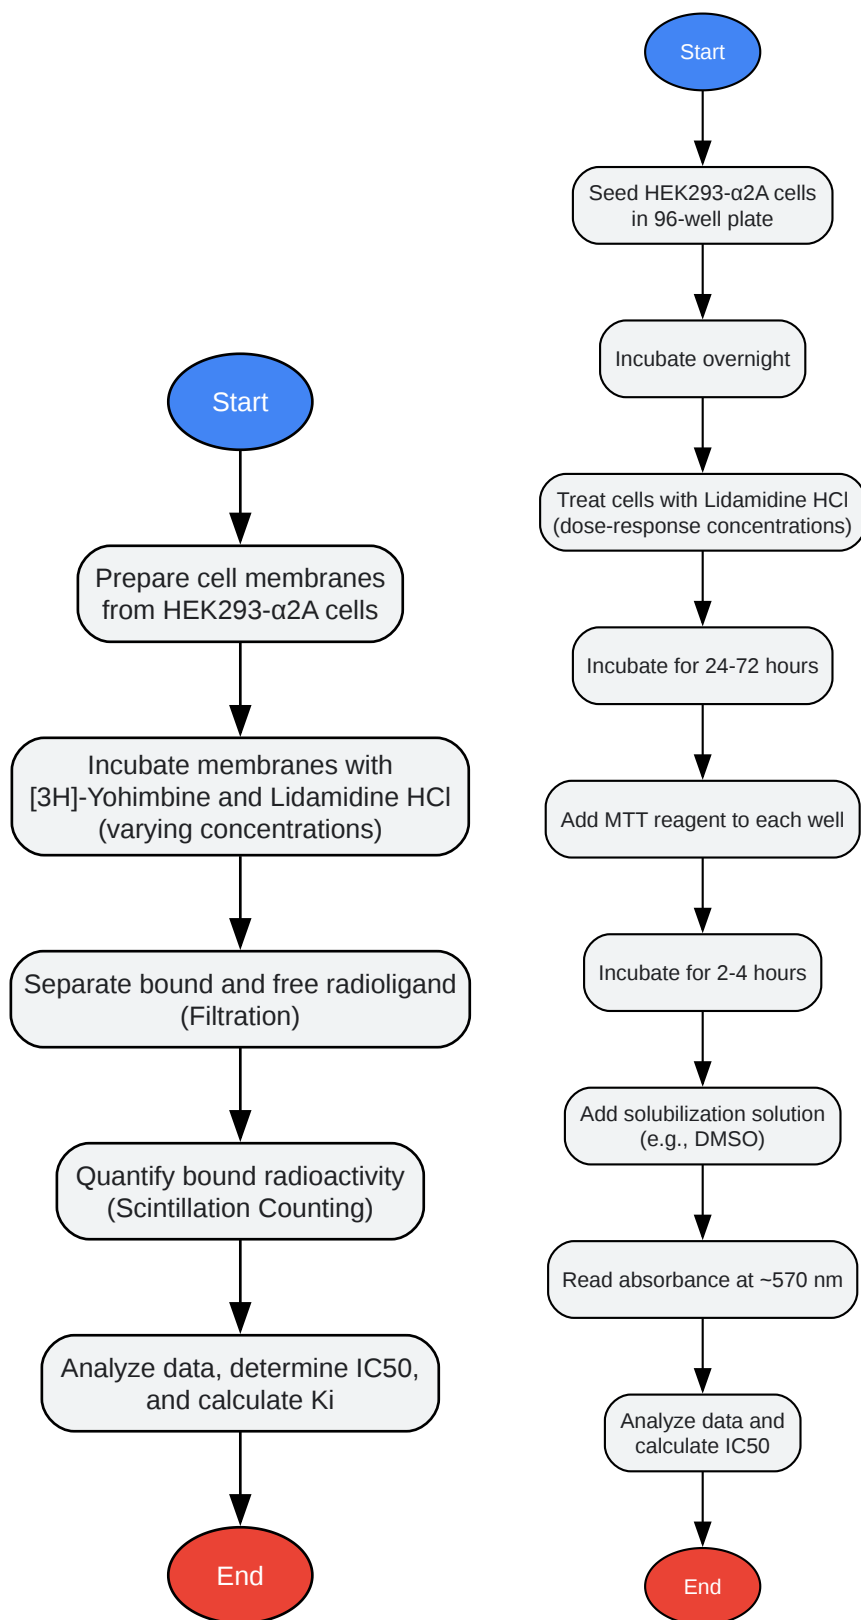 Start
Prepare cell membranes
from HEK293-α2A cells
Incubate membranes with
[3H]-Yohimbine and Lidamidine HCl
(varying concentrations)
Separate bound and free radioligand
(Filtration)
Quantify bound radioactivity
(Scintillation Counting)
Analyze data, determine IC50,
and calculate Ki
End
Start
Seed HEK293-α2A cells
in 96-well plate
Incubate overnight
Treat cells with Lidamidine HCl
(dose-response concentrations)
Incubate for 24-72 hours
Add MTT reagent to each well
Incubate for 2-4 hours
Add solubilization solution
(e.g., DMSO)
Read absorbance at ~570 nm
Analyze data and
calculate IC50
End